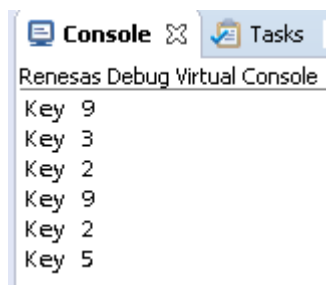 Console Tasks
Renesas Debug Virtual Console
Key 9
Key 3
Key 2
Key 9
Key 2
Key 5